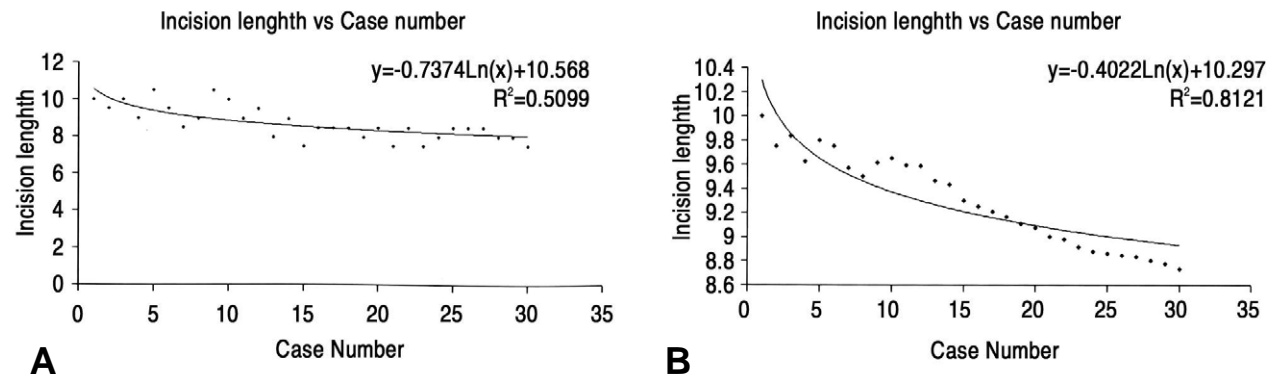 Incision lenghth vs Case number
y=-0.7374Ln(x)+10.568
R²=0.5099
12
10
8
6
4
2
0
Incision lenghth
0 5 10 15 20 25 30 35
Case Number
A
Incision lenghth vs Case number
y=-0.4022Ln(x)+10.297
R²=0.8121
10.4
10.2
10
9.8
9.6
9.4
9.2
9
8.8
8.6
Incision lenghth
0 5 10 15 20 25 30 35
Case Number
B